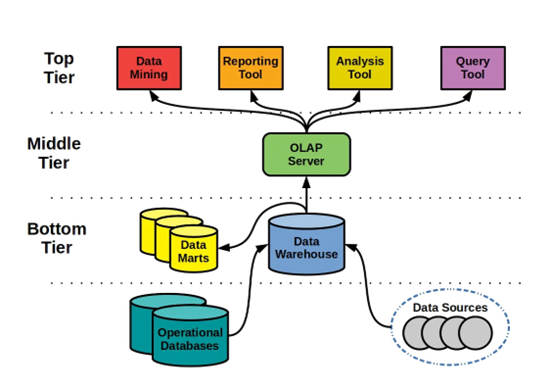 Top
Tier
Data
Mining
Reporting
Tool
Analysis
Tool
Query
Tool
Middle
Tier
OLAP
Server
Bottom
Tier
Data
Marts
Data
Warehouse
Operational
Databases
Data Sources